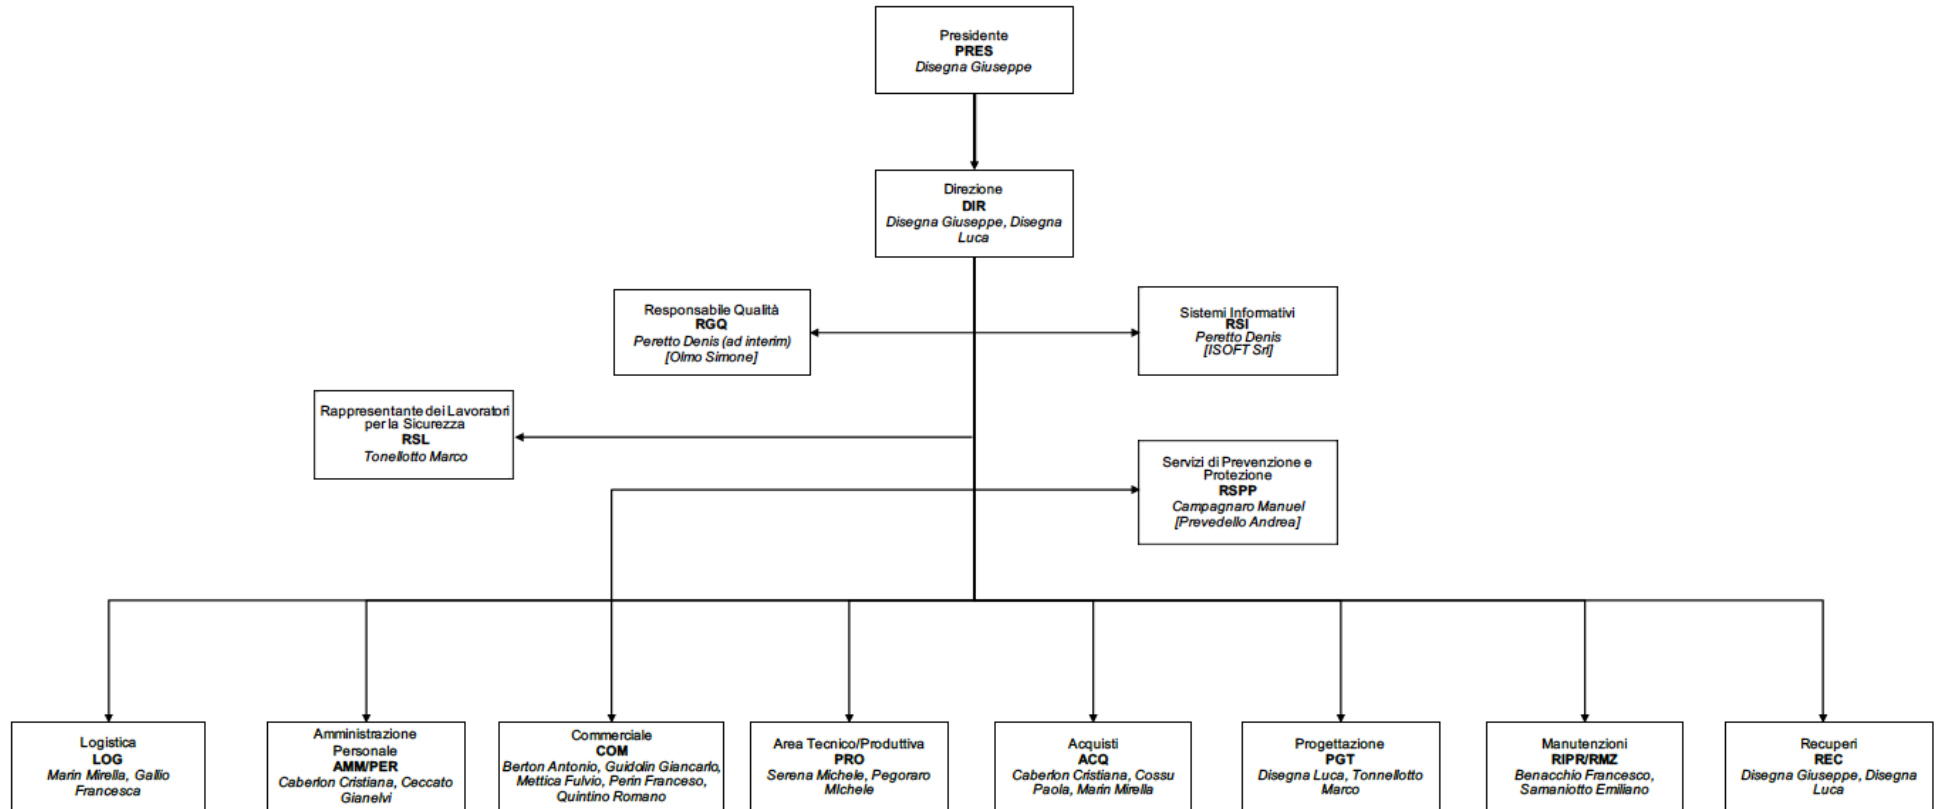 Presidente
PRES
Disegna Giuseppe
Direzione
DIR
Disegna Giuseppe, Disegna
Luca
Responsabile Qualità
RGQ
Peretto Denis (ad interim)
[Olmo Simone]
Sistemi Informativi
RSI
Peretto Denis
[ISOFT Srl]
Rappresentante dei Lavoratori
per la Sicurezza
RSL
Tonellotto Marco
Servizi di Prevenzione e
Protezione
RSPP
Campagnaro Manuel
[Prevedello Andrea]
Logistica
LOG
Marin Mirella, Gallio
Francesca
Amministrazione
Personale
AMM/PER
Caberlon Cristiana, Ceccato
Gianelvi
Commerciale
COM
Berton Antonio, Guidolin Giancarlo,
Mettica Fulvio, Perin Franceso,
Quintino Romano
Area Tecnico/Produttiva
PRO
Serena Michele, Pegoraro
MIchele
Acquisti
ACQ
Caberlon Cristiana, Cossu
Paola, Marin Mirella
Progettazione
PGT
Disegna Luca, Tonnellotto
Marco
Manutenzioni
RIPR/RMZ
Benacchio Francesco,
Samaniotto Emiliano
Recuperi
REC
Disegna Giuseppe, Disegna
Luca